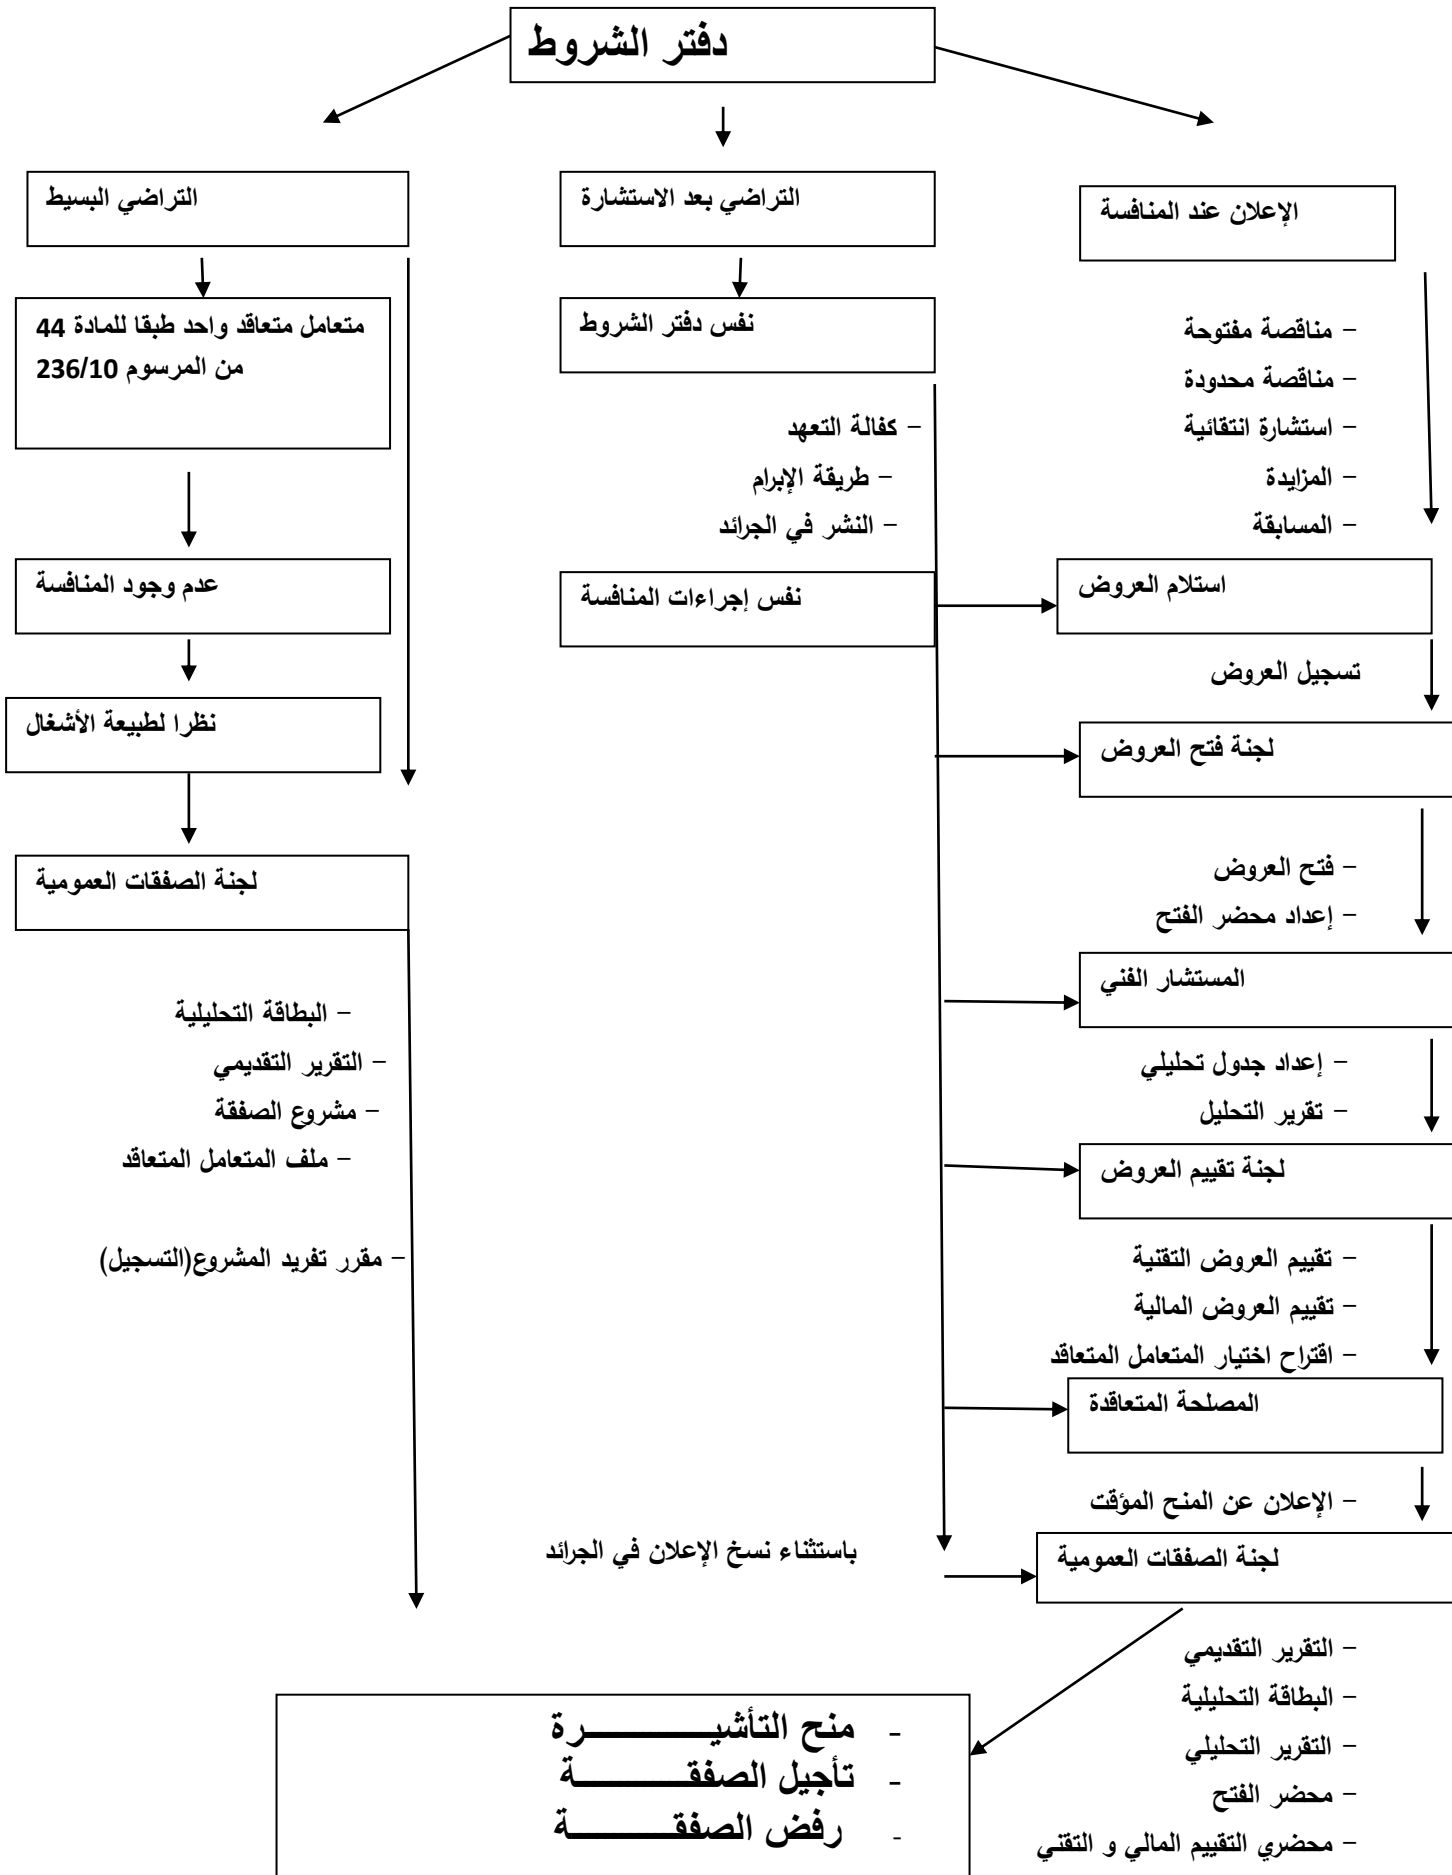 دفتر الشروط
الإعلان عند المنافسة
التراضي بعد الاستشارة
التراضي البسيط
- مناقصة مفتوحة
- مناقصة محدودة
- استشارة انتقائية
- المزايدة
- المسابقة
استلام العروض
تسجيل العروض
لجنة فتح العروض
- فتح العروض
- إعداد محضر الفتح
المستشار الفني
- إعداد جدول تحليلي
- تقرير التحليل
لجنة تقييم العروض
- تقييم العروض التقنية
- تقييم العروض المالية
- اقتراح اختيار المتعامل المتعاقد
المصلحة المتعاقدة
- الإعلان عن المنح المؤقت
لجنة الصفقات العمومية
- التقرير التقديمي
- البطاقة التحليلية
- التقرير التحليلي
- محضر الفتح
- محضري التقييم المالي و التقني
نفس دفتر الشروط
- كفالة التعهد
- طريقة الإبرام
- النشر في الجرائد
نفس إجراءات المنافسة
باستثناء نسخ الإعلان في الجرائد
متعامل متعاقد واحد طبقا للمادة 44
من المرسوم 236/10
عدم وجود المنافسة
نظرا لطبيعة الأشغال
لجنة الصفقات العمومية
- البطاقة التحليلية
- التقرير التقديمي
- مشروع الصفقة
- ملف المتعامل المتعاقد
- مقرر تفريد المشروع(التسجيل)
- منح التأشيـــــــــــرة
- تأجيل الصفقـــــــــــة
- رفض الصفقـــــــــــة